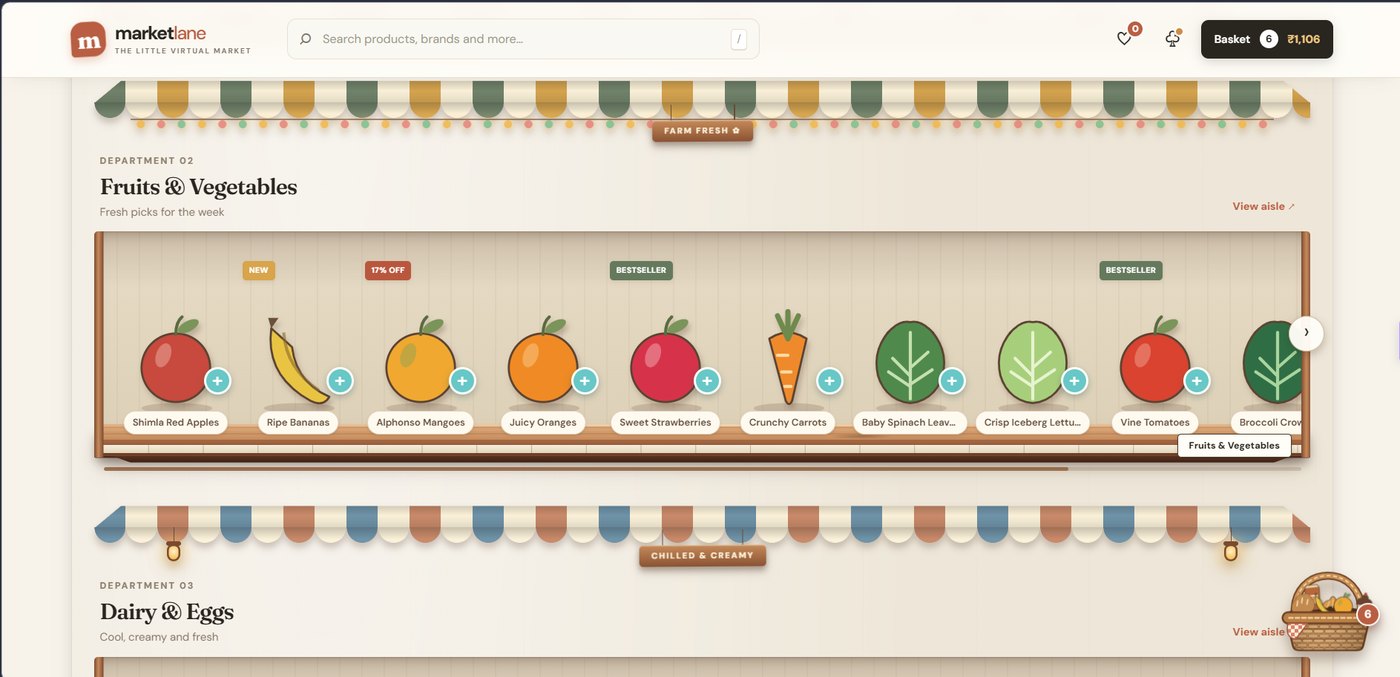 m marketlane
THE LITTLE VIRTUAL MARKET
Search products, brands and more...
/
0
Basket 6 ₹1,106
FARM FRESH ✿
DEPARTMENT 02
Fruits & Vegetables
Fresh picks for the week
View aisle ↗
NEW
17% OFF
BESTSELLER
BESTSELLER
Shimla Red Apples
Ripe Bananas
Alphonso Mangoes
Juicy Oranges
Sweet Strawberries
Crunchy Carrots
Baby Spinach Leav...
Crisp Iceberg Lettu...
Vine Tomatoes
Broccoli Crow
Fruits & Vegetables
CHILLED & CREAMY
DEPARTMENT 03
Dairy & Eggs
Cool, creamy and fresh
View aisle
6